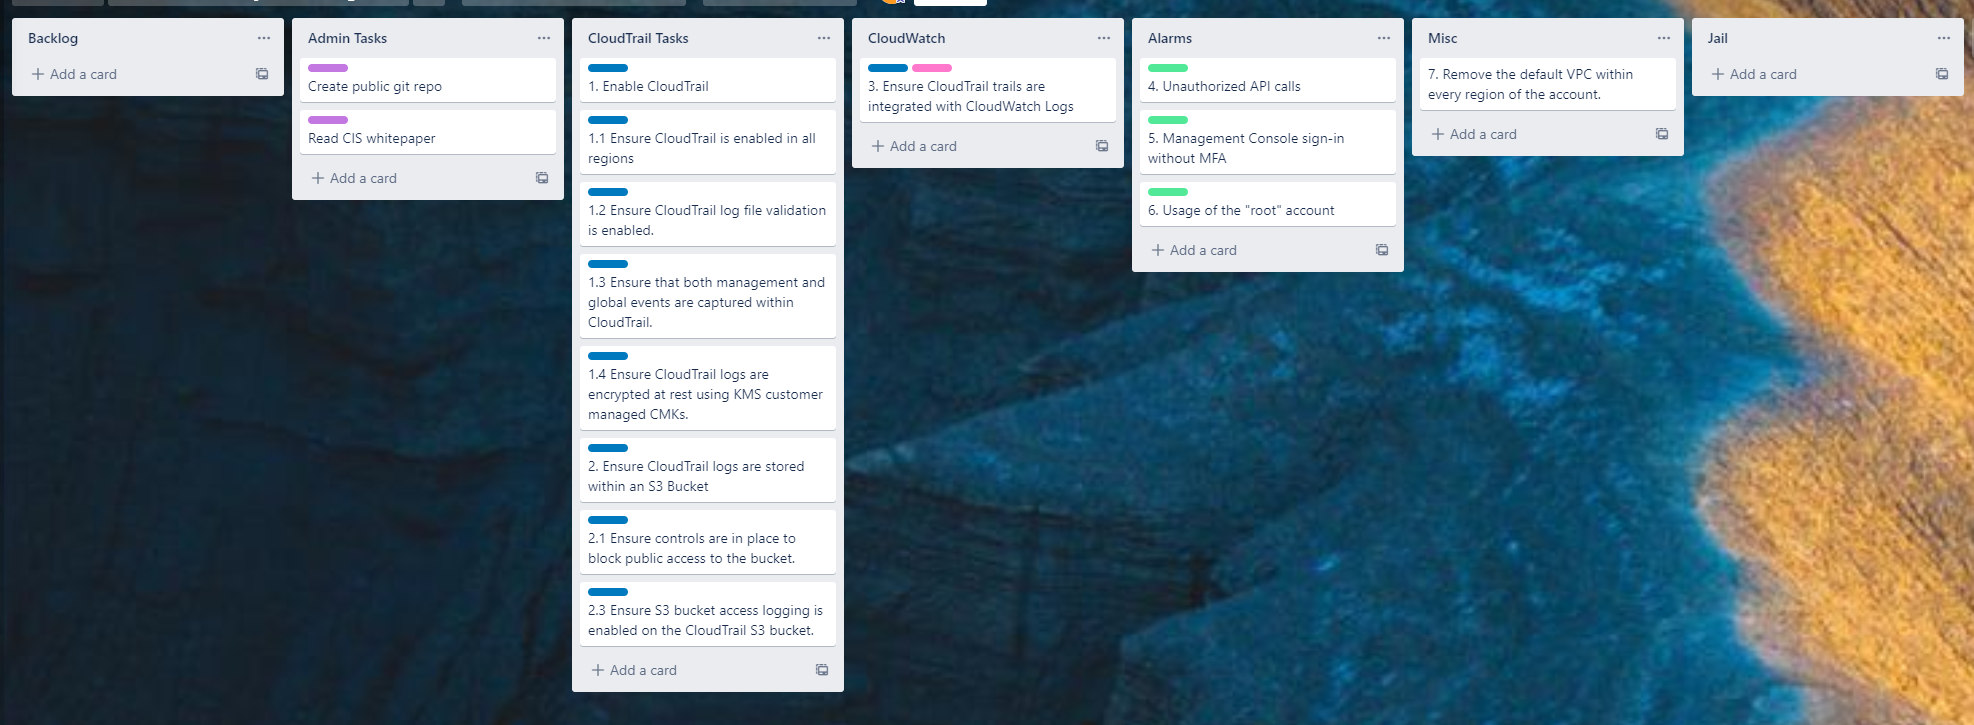 Backlog
Add a card
Admin Tasks
Create public git repo
Read CIS whitepaper
Add a card
CloudTrail Tasks
1. Enable CloudTrail
1.1 Ensure CloudTrail is enabled in all
regions
1.2 Ensure CloudTrail log file validation
is enabled.
1.3 Ensure that both management and
global events are captured within
CloudTrail.
1.4 Ensure CloudTrail logs are
encrypted at rest using KMS customer
managed CMKs.
2. Ensure CloudTrail logs are stored
within an S3 Bucket
2.1 Ensure controls are in place to
block public access to the bucket.
2.3 Ensure S3 bucket access logging is
enabled on the CloudTrail S3 bucket.
Add a card
CloudWatch
3. Ensure CloudTrail trails are
integrated with CloudWatch Logs
Add a card
Alarms
4. Unauthorized API calls
5. Management Console sign-in
without MFA
6. Usage of the "root" account
Add a card
Misc
7. Remove the default VPC within
every region of the account.
Add a card
Jail
Add a card